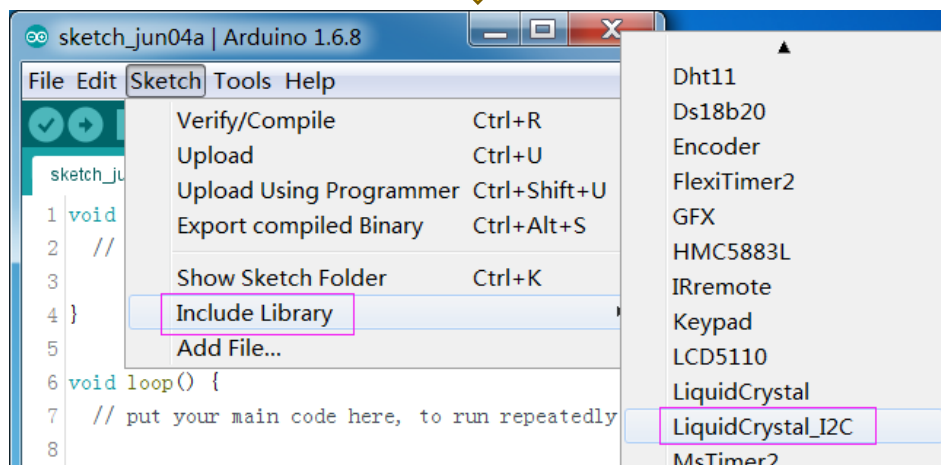 sketch_jun04a | Arduino 1.6.8
File Edit Sketch Tools Help
Verify/Compile Ctrl+R
Upload Ctrl+U
Upload Using Programmer Ctrl+Shift+U
Export compiled Binary Ctrl+Alt+S
Show Sketch Folder Ctrl+K
Include Library
Add File...
sketch_ju
1 void
2 //
3
4 }
5
6 void loop() {
7 // put your main code here, to run repeatedly
8
Dht11
Ds18b20
Encoder
FlexiTimer2
GFX
HMC5883L
IRremote
Keypad
LCD5110
LiquidCrystal
LiquidCrystal_I2C
MsTimer2